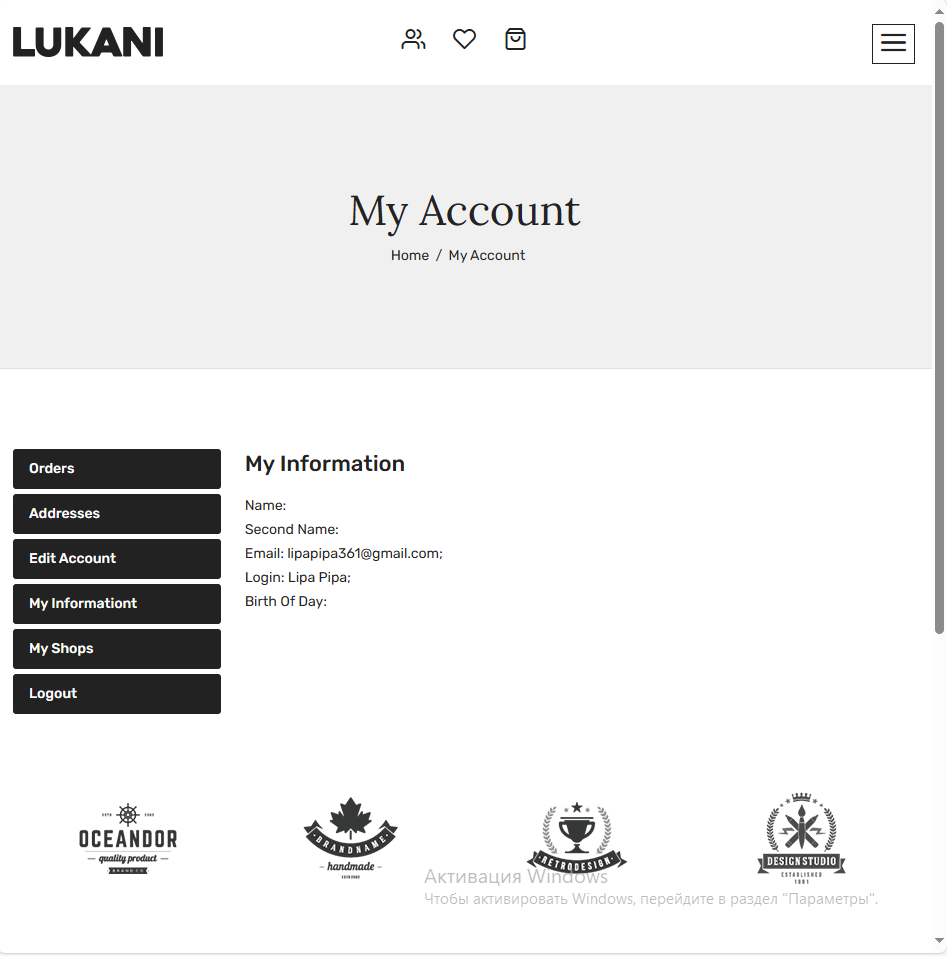 LUKANI
My Account
Home / My Account
Orders
Addresses
Edit Account
My Informationt
My Shops
Logout
My Information
Name:
Second Name:
Email: lipapipa361@gmail.com;
Login: Lipa Pipa;
Birth Of Day:
OCEANDOR
quality product
BRAND CO
BRANDNAME
handmade
RETRODESIGN
DESIGN STUDIO
ESTABLISHED
1981
Активация Windows
Чтобы активировать Windows, перейдите в раздел "Параметры".